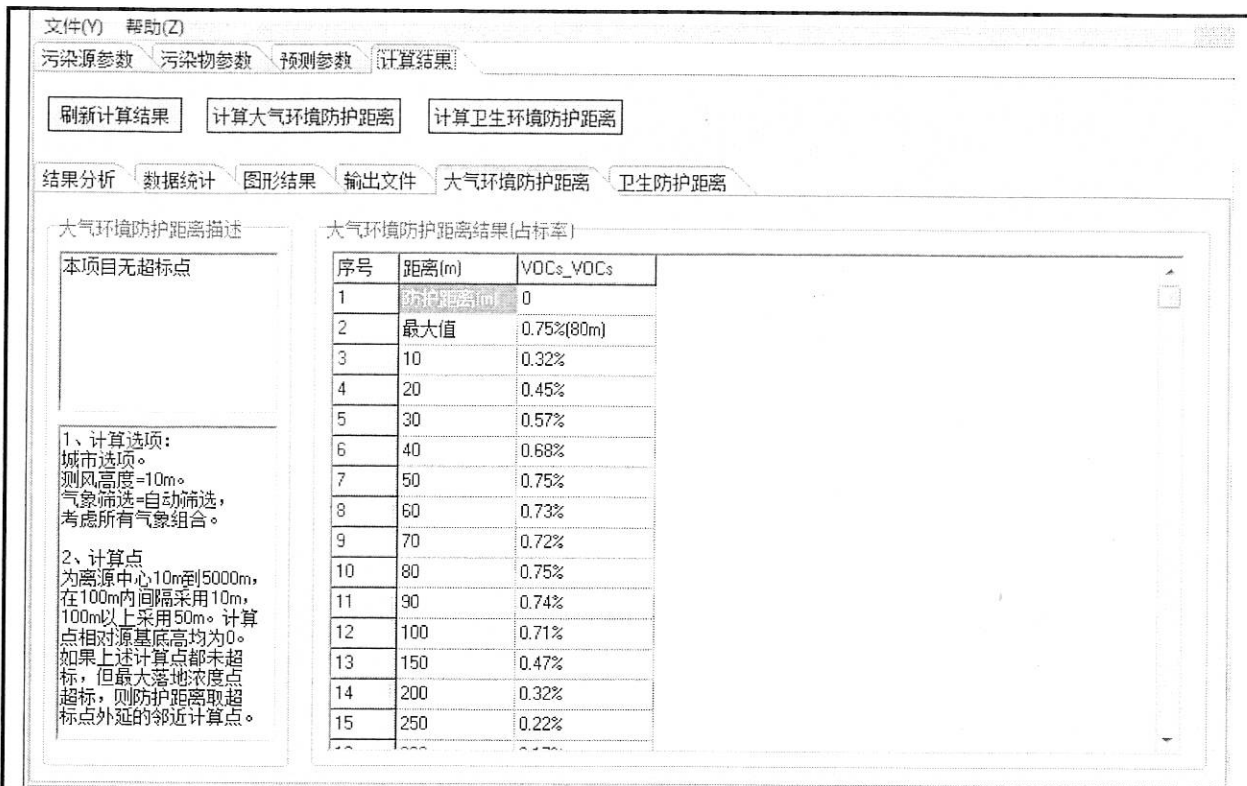 文件(Y) 帮助(Z)
污染源参数 污染物参数 预测参数 计算结果
刷新计算结果 计算大气环境防护距离 计算卫生环境防护距离
结果分析 数据统计 图形结果 输出文件 大气环境防护距离 卫生防护距离
大气环境防护距离描述
本项目无超标点
1、计算选项:
城市选项。
测风高度=10m。
气象筛选=自动筛选,
考虑所有气象组合。
2、计算点
为离源中心10m到5000m,
在100m内间隔采用10m,
100m以上采用50m。计算
点相对源基底高均为0。
如果上述计算点都未超
标,但最大落地浓度点
超标,则防护距离取超
标点外延的邻近计算点。
大气环境防护距离结果(占标率)
序号 距离(m) VOCs_VOCs
1 防护距离(m) 0
2 最大值 0.75%(80m)
3 10 0.32%
4 20 0.45%
5 30 0.57%
6 40 0.68%
7 50 0.75%
8 60 0.73%
9 70 0.72%
10 80 0.75%
11 90 0.74%
12 100 0.71%
13 150 0.47%
14 200 0.32%
15 250 0.22%